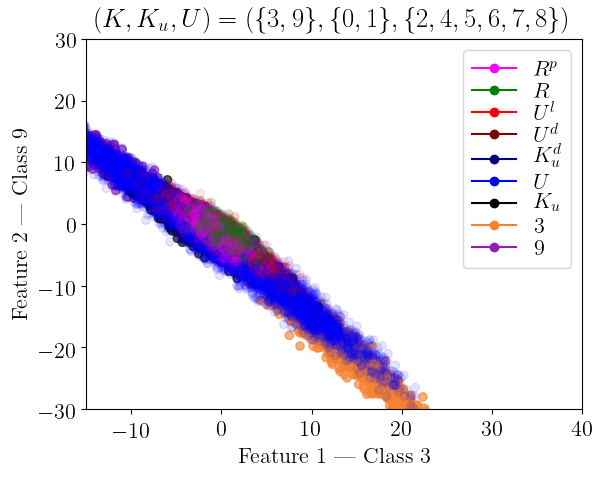 (K, K_u, U) = ({3, 9}, {0, 1}, {2, 4, 5, 6, 7, 8})
30
20
10
0
−10
−20
−30
Feature 2 — Class 9
−10
0
10
20
30
40
Feature 1 — Class 3
R^p
R
U^l
U^d
K_u^d
U
K_u
3
9